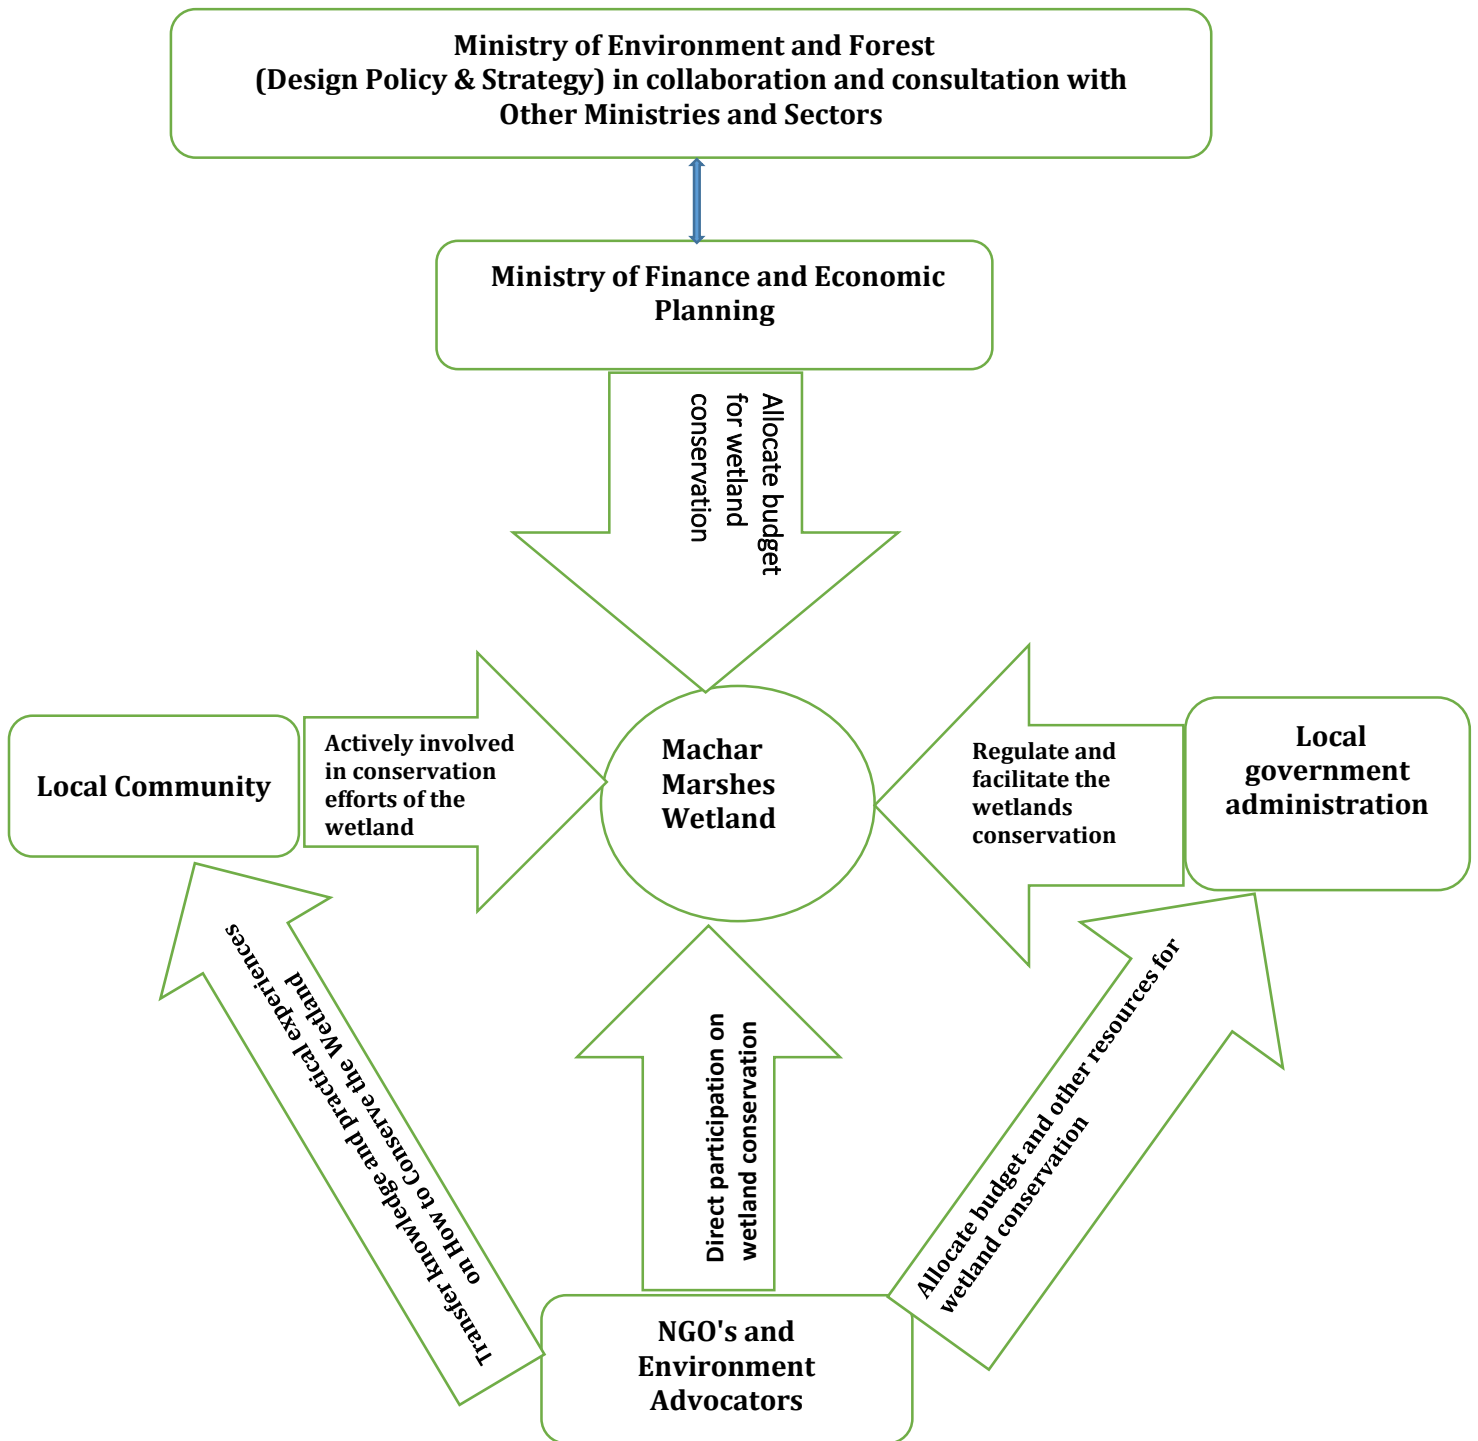 Ministry of Environment and Forest
(Design Policy & Strategy) in collaboration and consultation with
Other Ministries and Sectors
Ministry of Finance and Economic
Planning
Allocate budget
for wetland
conservation
Local Community
Actively involved
in conservation
efforts of the
wetland
Machar
Marshes
Wetland
Regulate and
facilitate the
wetlands
conservation
Local
government
administration
Transfer knowledge and practical experiences
on How to Conserve the Wetland
Direct participation on
wetland conservation
Allocate budget and other resources for
wetland conservation
NGO's and
Environment
Advocators